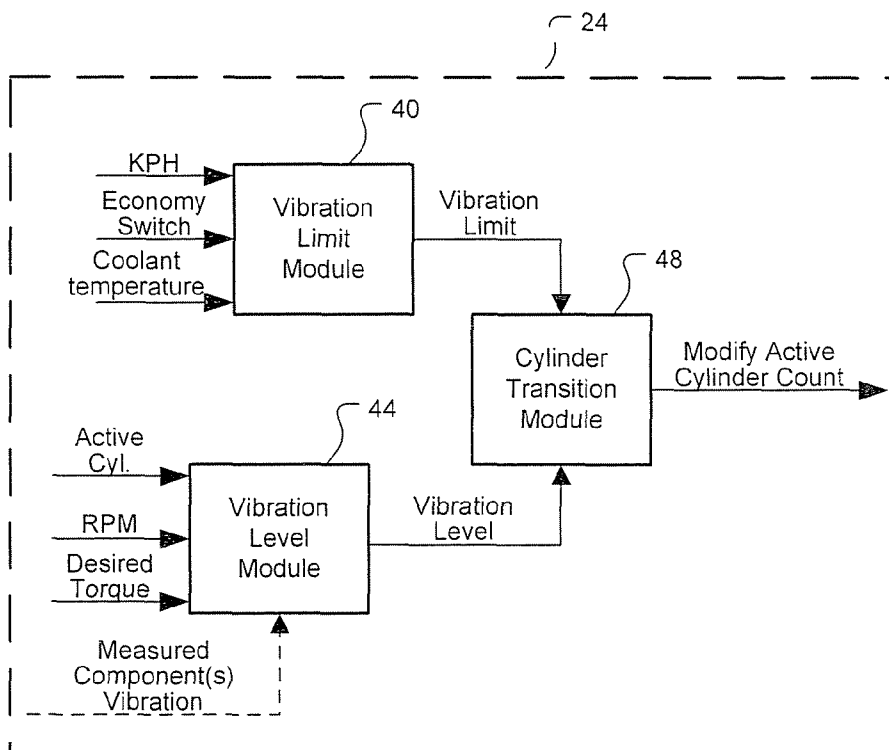 24
40
KPH
Economy
Switch
Coolant
temperature
Vibration
Limit
Module
Vibration
Limit
48
Cylinder
Transition
Module
Modify Active
Cylinder Count
44
Active
Cyl.
RPM
Desired
Torque
Vibration
Level
Module
Vibration
Level
Measured
Component(s)
Vibration